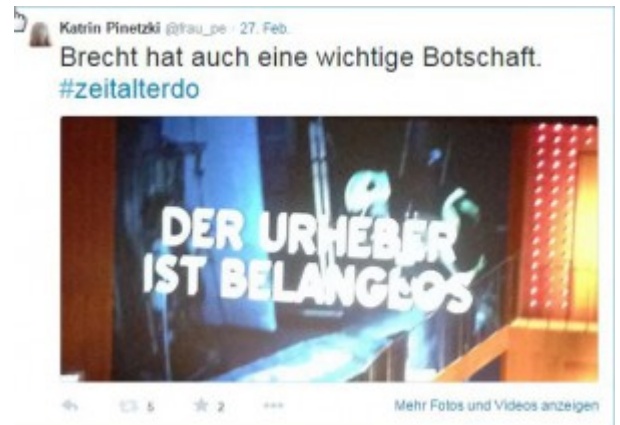 Katrin Pinetzki @frau_pe · 27. Feb.
Brecht hat auch eine wichtige Botschaft.
#zeitalterdo
DER URHEBER
IST BELANGLOS
5 2 Mehr Fotos und Videos anzeigen